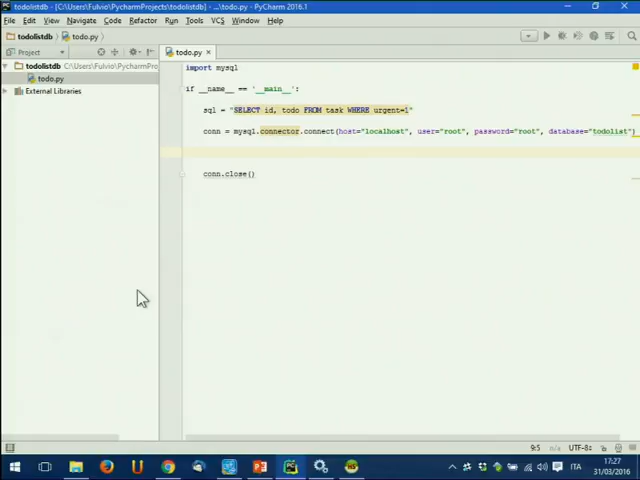 todolistdb - [C:\Users\Fulvio\PycharmProjects\todolistdb] - ...\todo.py - PyCharm 2016.1
File Edit View Navigate Code Refactor Run Tools VCS Window Help
todolistdb todo.py
Project
todo.py
todolistdb C:\Users\Fulvio\PycharmProj
todo.py
External Libraries
import mysql
if __name__ == '__main__':
sql = "SELECT id, todo FROM task WHERE urgent=1"
conn = mysql.connector.connect(host="localhost", user="root", password="root", database="todolist")
conn.close()
9:5 n/a UTF-8
ITA
17:27
31/03/2016